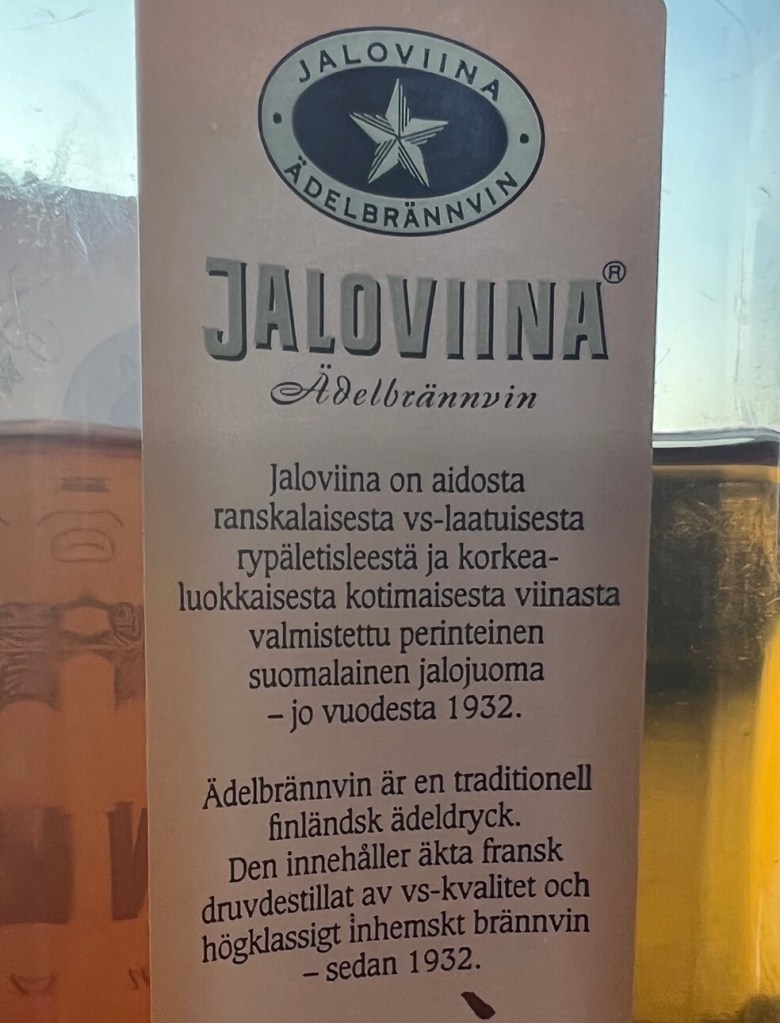 JALOVIINA
ÄDELBRÄNNVIN
JALOVIINA®
Ädelbrännvin
Jaloviina on aidosta
ranskalaisesta vs-laatuisesta
rypäletisleestä ja korkea-
luokkaisesta kotimaisesta viinasta
valmistettu perinteinen
suomalainen jalojuoma
– jo vuodesta 1932.
Ädelbrännvin är en traditionell
finländsk ädeldryck.
Den innehåller äkta fransk
druvdestillat av vs-kvalitet och
högklassigt inhemskt brännvin
– sedan 1932.